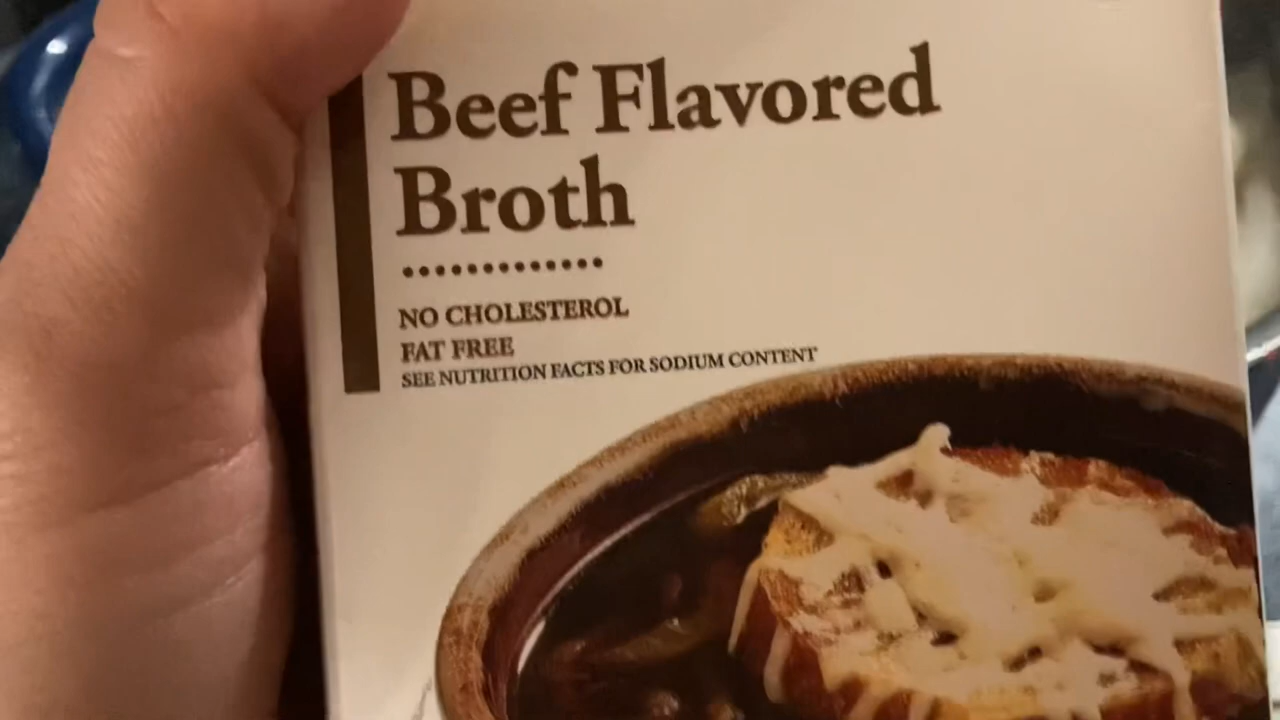 Beef Flavored
Broth
NO CHOLESTEROL
FAT FREE
SEE NUTRITION FACTS FOR SODIUM CONTENT